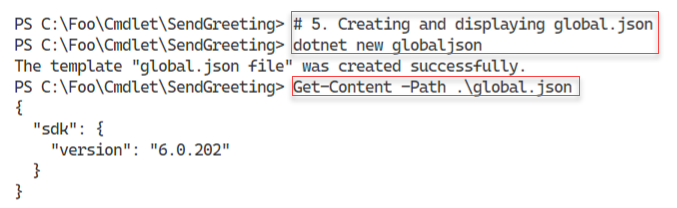 PS C:\Foo\Cmdlet\SendGreeting> # 5. Creating and displaying global.json
PS C:\Foo\Cmdlet\SendGreeting> dotnet new globaljson
The template "global.json file" was created successfully.
PS C:\Foo\Cmdlet\SendGreeting> Get-Content -Path .\global.json
{
  "sdk": {
    "version": "6.0.202"
  }
}